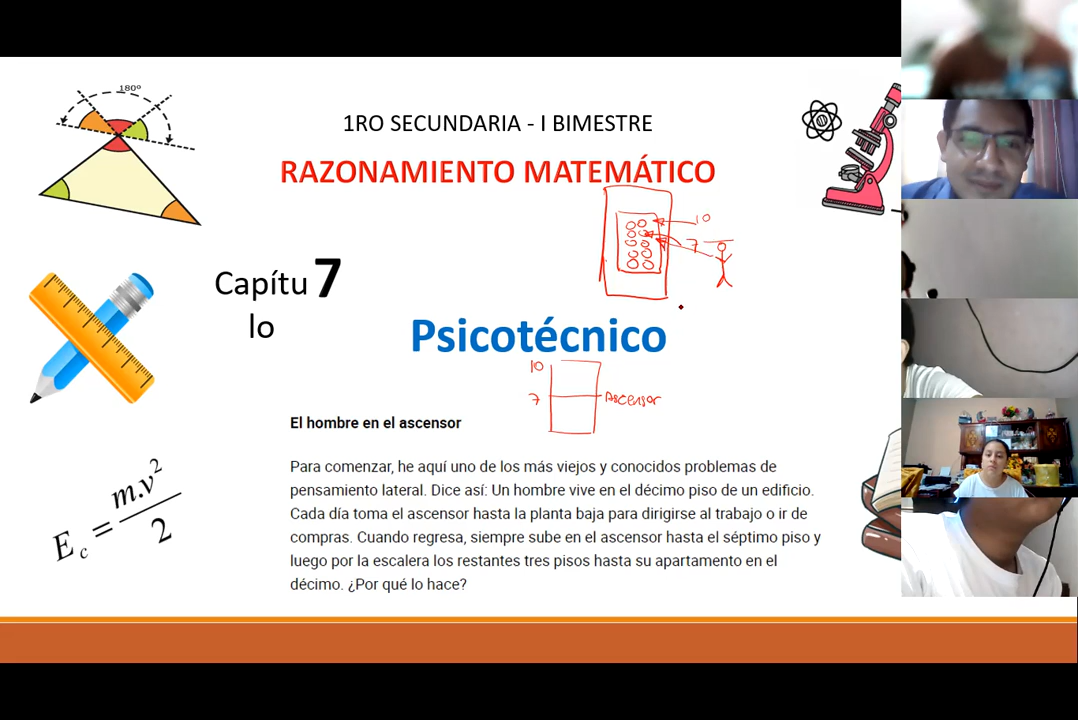 180º
1RO SECUNDARIA - I BIMESTRE
RAZONAMIENTO MATEMÁTICO
10
7
Capítu 7
lo
Psicotécnico
10
7 Ascensor
El hombre en el ascensor
Para comenzar, he aquí uno de los más viejos y conocidos problemas de
pensamiento lateral. Dice así: Un hombre vive en el décimo piso de un edificio.
Cada día toma el ascensor hasta la planta baja para dirigirse al trabajo o ir de
compras. Cuando regresa, siempre sube en el ascensor hasta el séptimo piso y
luego por la escalera los restantes tres pisos hasta su apartamento en el
décimo. ¿Por qué lo hace?
E_c = m.v² / 2